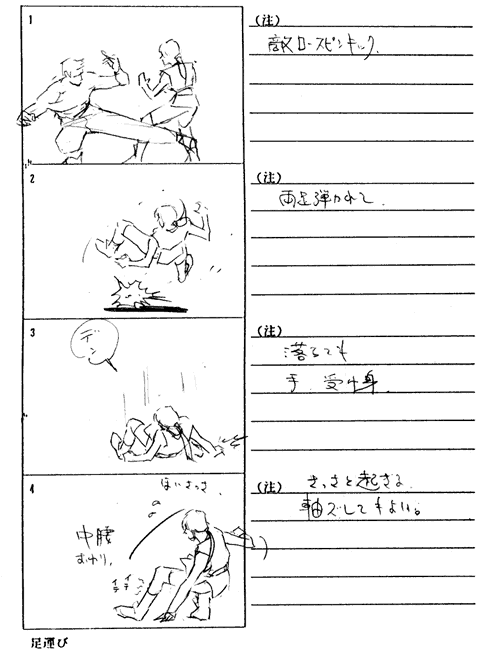 1
(注)
敵ロースピンキック.
2
(注)
両足弾かれて.
3
デン
(注)
落ちても
手 受け身.
4
ほいさっさ.
中腰
おわり.
(注)
さっさと起きる.
軸ズレしてもよい。
足運び